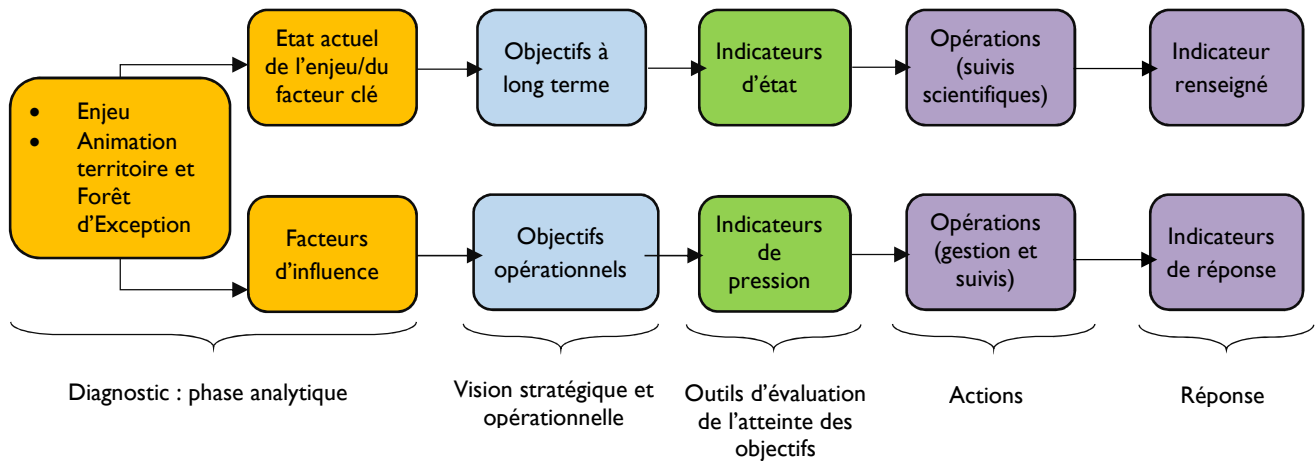 • Enjeu
• Animation
territoire et
Forêt
d’Exception
Etat actuel
de l’enjeu/du
facteur clé
Objectifs à
long terme
Indicateurs
d’état
Opérations
(suivis
scientifiques)
Indicateur
renseigné
Facteurs
d’influence
Objectifs
opérationnels
Indicateurs
de
pression
Opérations
(gestion et
suivis)
Indicateurs
de réponse
Diagnostic : phase analytique
Vision stratégique et
opérationnelle
Outils d’évaluation
de l’atteinte des
objectifs
Actions
Réponse